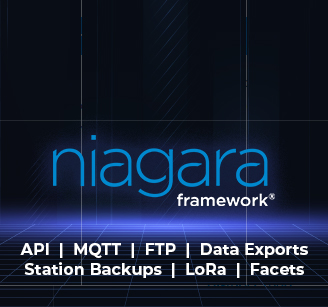 niagara
framework®
API | MQTT | FTP | Data Exports
Station Backups | LoRa | Facets